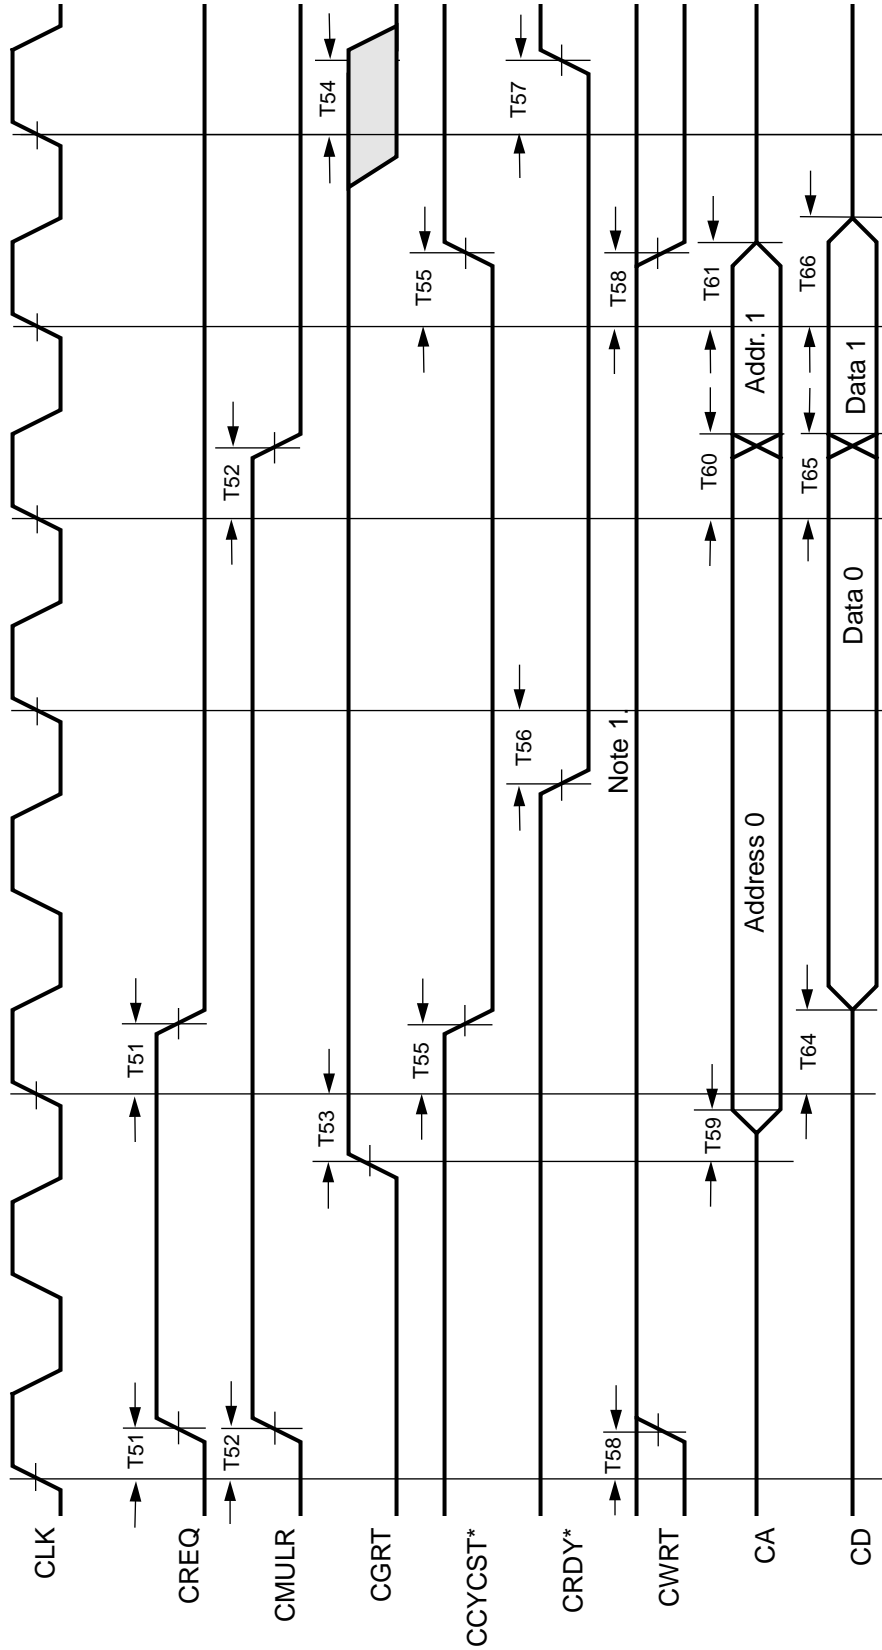 CLK
CREQ
T51
T51
CMULR
T52
T52
CGRT
T53
T54
CCYCST*
T55
T55
CRDY*
T56
T57
CWRT
T58
Note 1.
T58
CA
T59
Address 0
T60
Addr. 1
T61
CD
T64
Data 0
T65
Data 1
T66